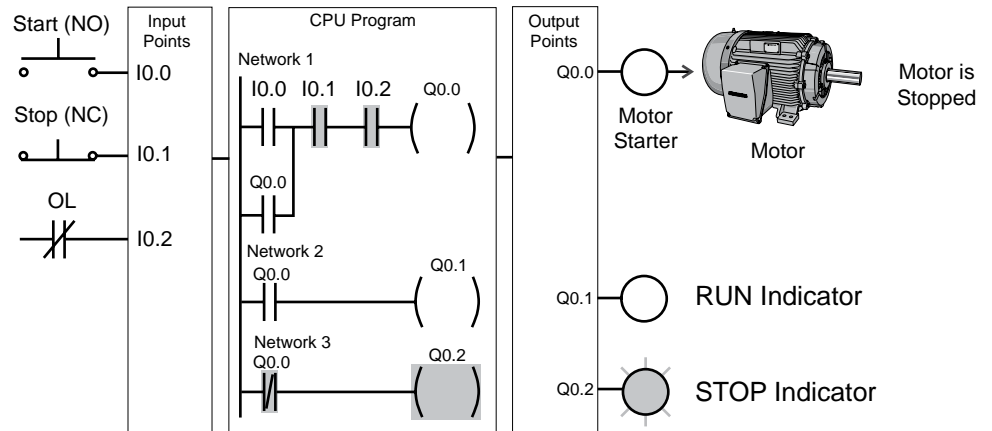 Start (NO)
I0.0
Stop (NC)
I0.1
OL
I0.2
Input
Points
CPU Program
Network 1
I0.0 I0.1 I0.2 Q0.0
Q0.0
Network 2
Q0.0 Q0.1
Network 3
Q0.0 Q0.2
Output
Points
Q0.0
Motor
Starter
Motor
Motor is
Stopped
Q0.1 RUN Indicator
Q0.2 STOP Indicator